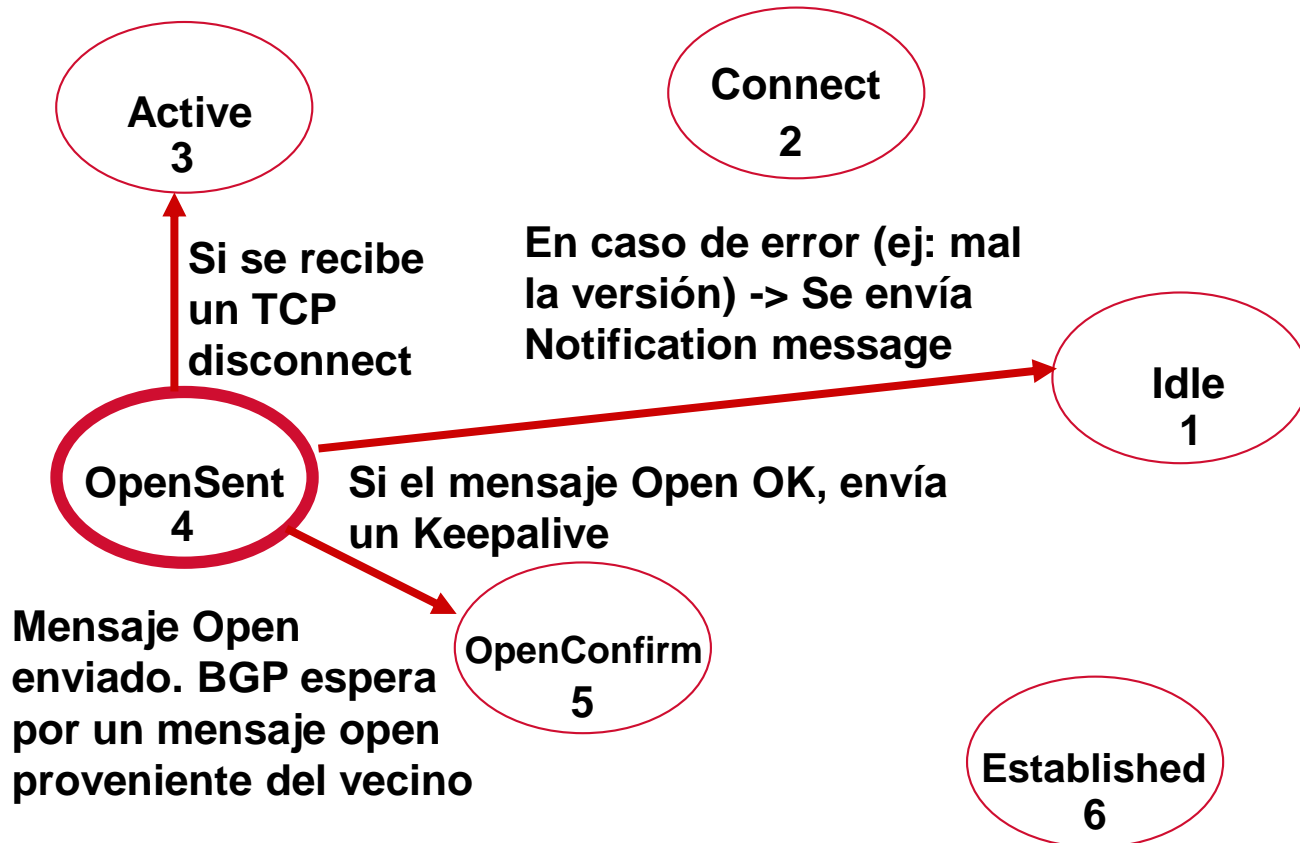 Active
3
Connect
2
Si se recibe
un TCP
disconnect
En caso de error (ej: mal
la versión) -> Se envía
Notification message
Idle
1
OpenSent
4
Si el mensaje Open OK, envía
un Keepalive
Mensaje Open
enviado. BGP espera
por un mensaje open
proveniente del vecino
OpenConfirm
5
Established
6